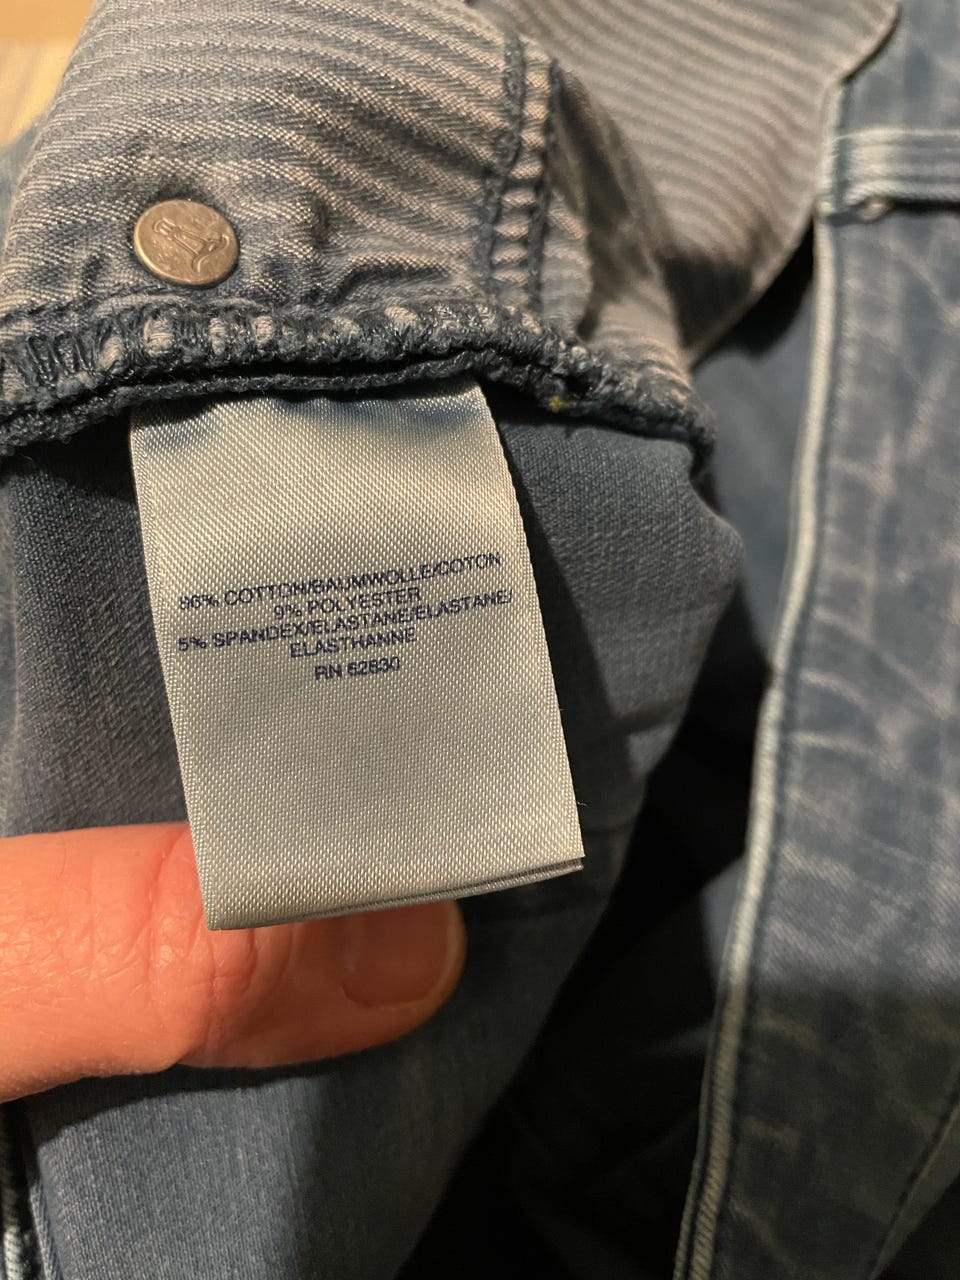 86% COTTON/BAUMWOLLE/COTON
9% POLYESTER
5% SPANDEX/ELASTANE/ELASTANE/
ELASTHANNE
RN 62830